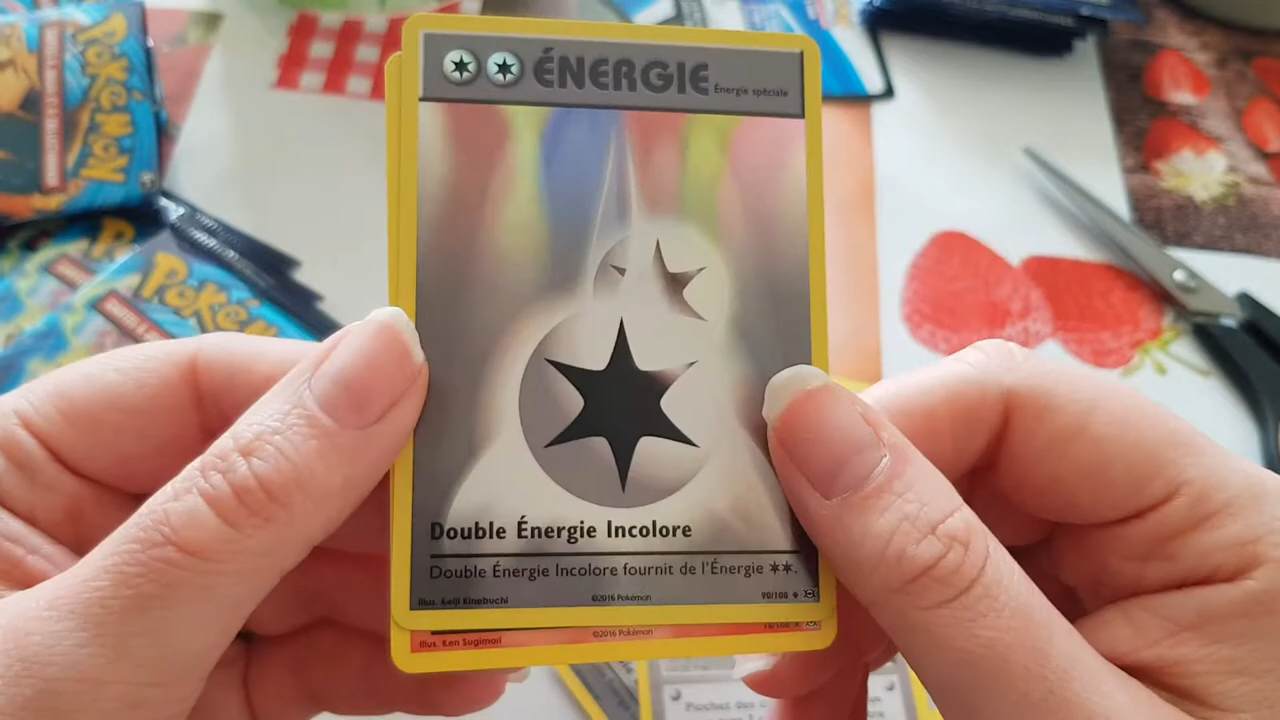 POKéMON
POKém
ÉNERGIE
Énergie spéciale
Double Énergie Incolore
Double Énergie Incolore fournit de l'Énergie ✶✶.
Illus. Keiji Kinebuchi
©2016 Pokémon
90/108
Illus. Ken Sugimori
©2016 Pokémon